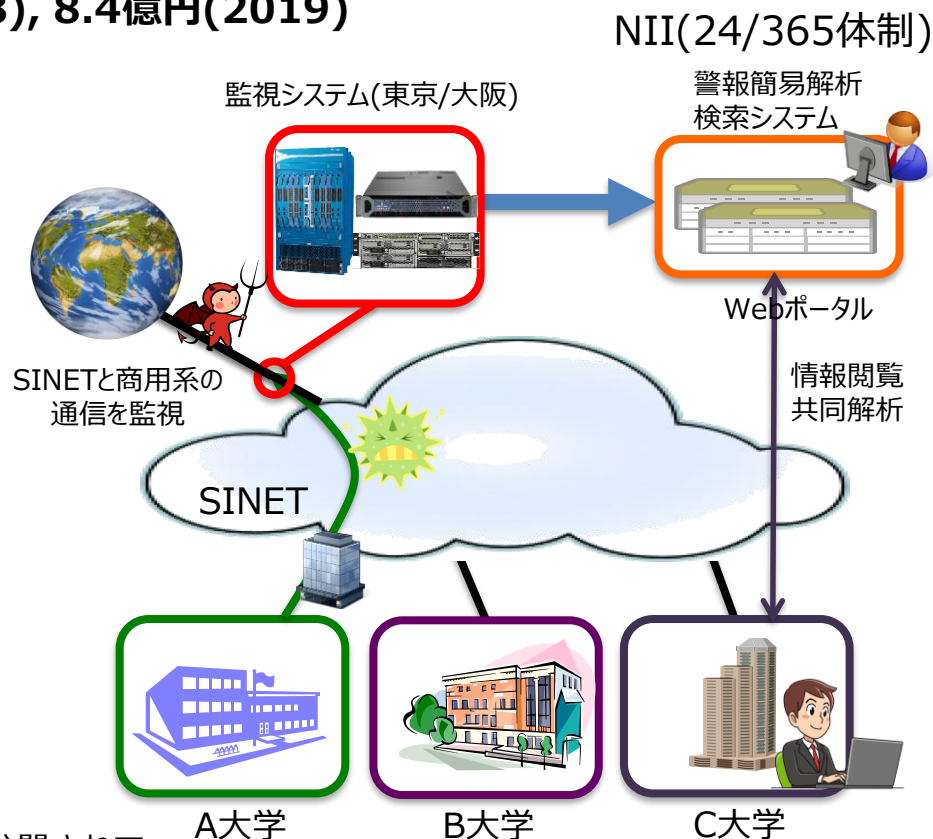 3), 8.4億円(2019)
NII(24/365体制)
警報簡易解析
検索システム
監視システム(東京/大阪)
Webポータル
SINETと商用系の
通信を監視
情報閲覧
共同解析
SINET
A大学
B大学
C大学